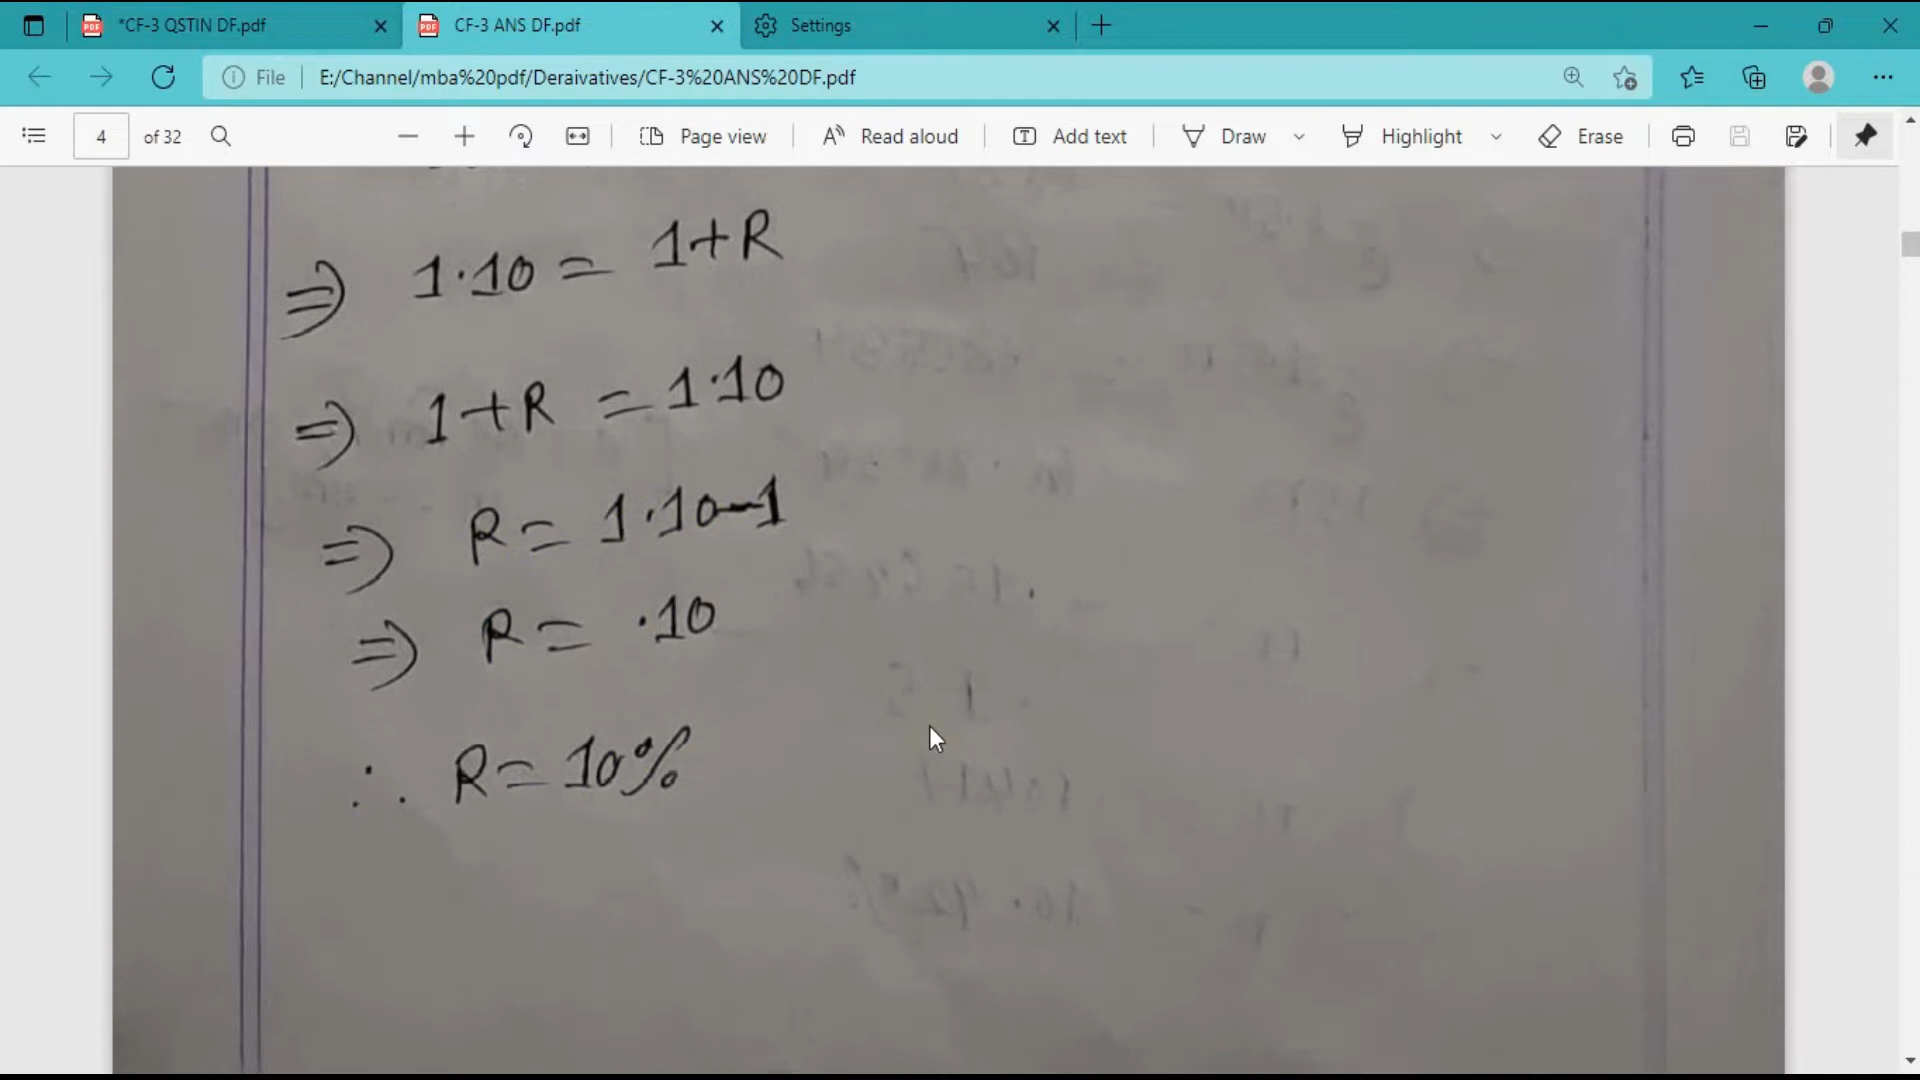 *CF-3 QSTIN DF.pdf
CF-3 ANS DF.pdf
Settings
File
E:/Channel/mba%20pdf/Deraivatives/CF-3%20ANS%20DF.pdf
4 of 32
Page view
Read aloud
Add text
Draw
Highlight
Erase
⇒ 1·10 = 1+R
⇒ 1+R = 1·10
⇒ R = 1·10-1
⇒ R = ·10
∴ R = 10%